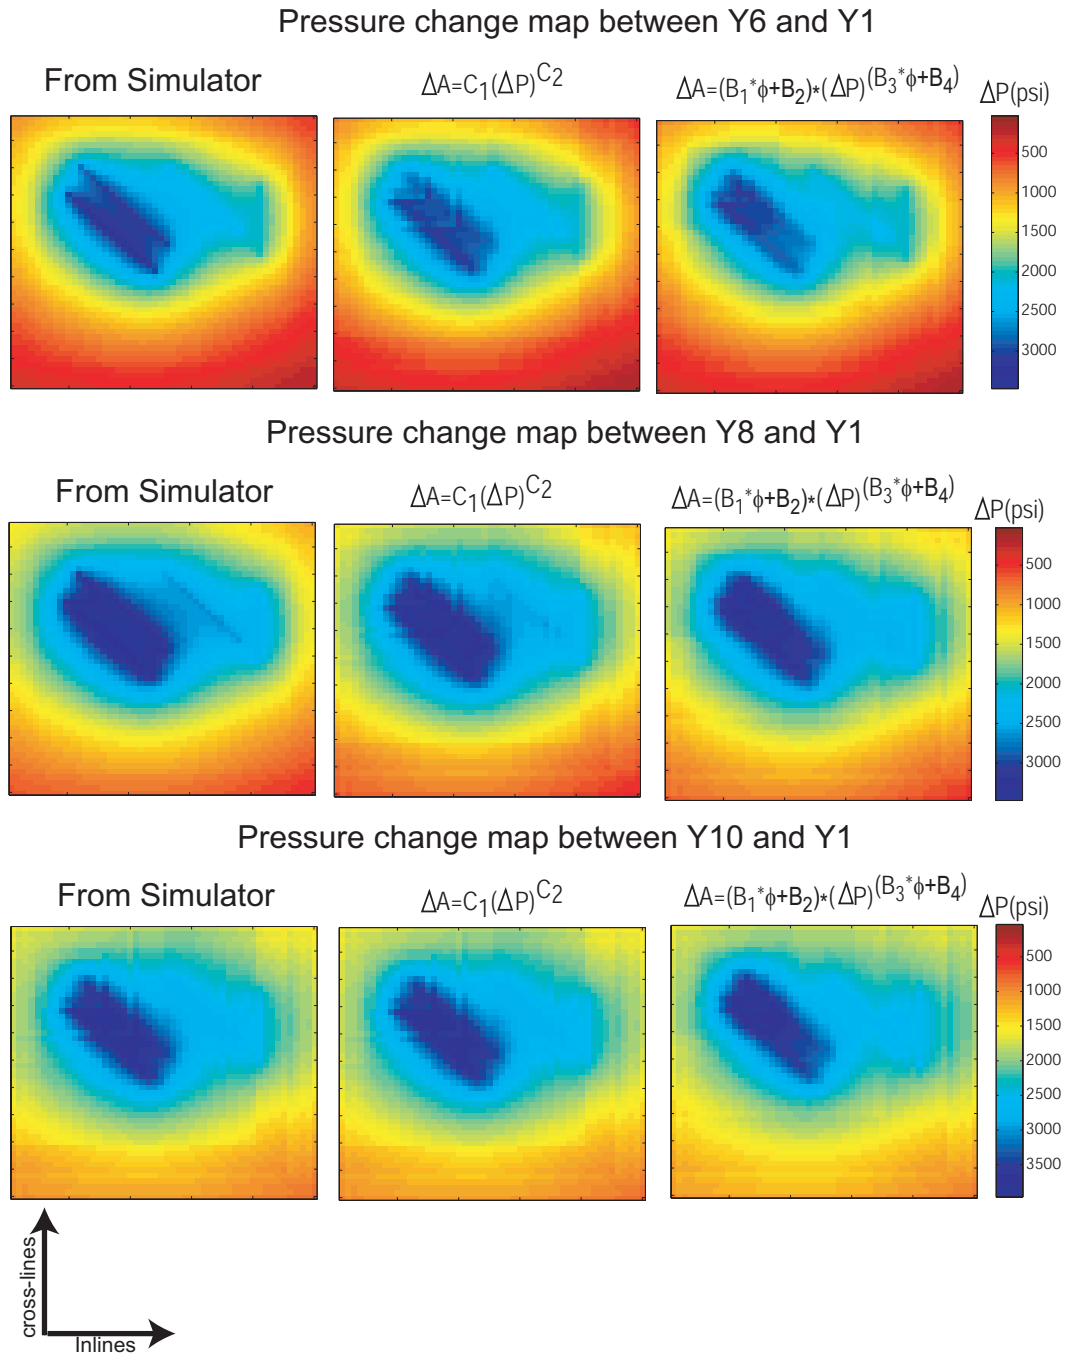 Pressure change map between Y6 and Y1
From Simulator
ΔA=C1(ΔP)^C2
ΔA=(B1*ϕ+B2)*(ΔP)^(B3*ϕ+B4)
ΔP(psi)
500
1000
1500
2000
2500
3000
Pressure change map between Y8 and Y1
From Simulator
ΔA=C1(ΔP)^C2
ΔA=(B1*ϕ+B2)*(ΔP)^(B3*ϕ+B4)
ΔP(psi)
500
1000
1500
2000
2500
3000
Pressure change map between Y10 and Y1
From Simulator
ΔA=C1(ΔP)^C2
ΔA=(B1*ϕ+B2)*(ΔP)^(B3*ϕ+B4)
ΔP(psi)
500
1000
1500
2000
2500
3000
3500
cross-lines
Inlines